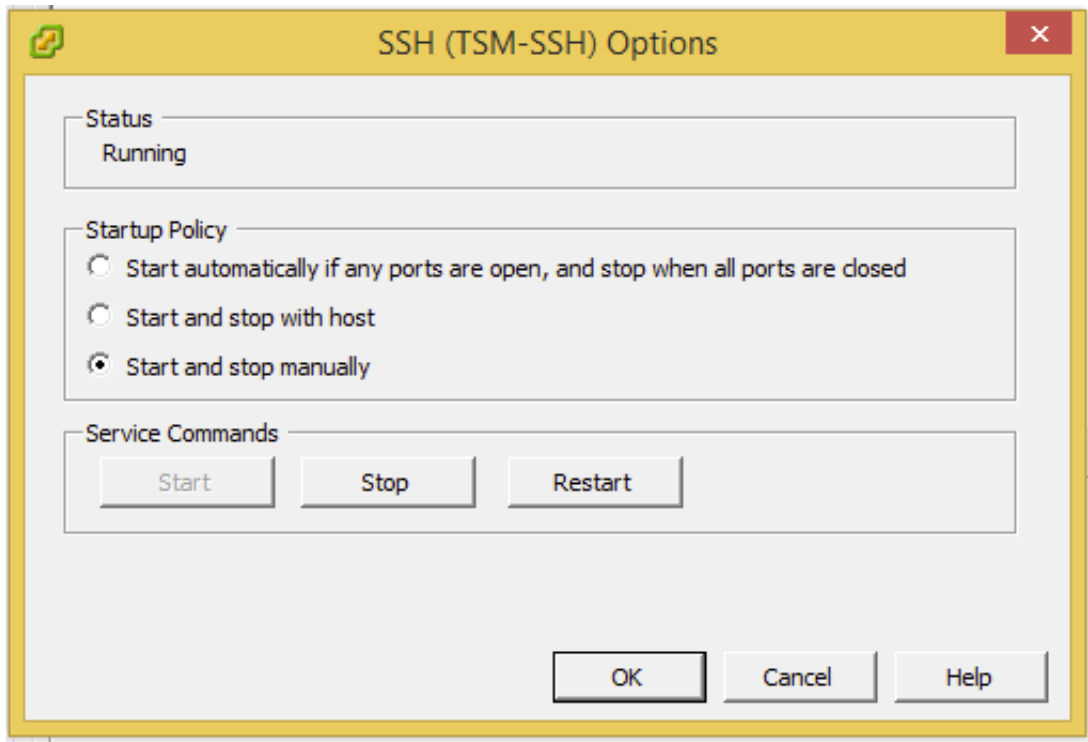 SSH (TSM-SSH) Options
Status
Running
Startup Policy
Start automatically if any ports are open, and stop when all ports are closed
Start and stop with host
Start and stop manually
Service Commands
Start Stop Restart
OK Cancel Help